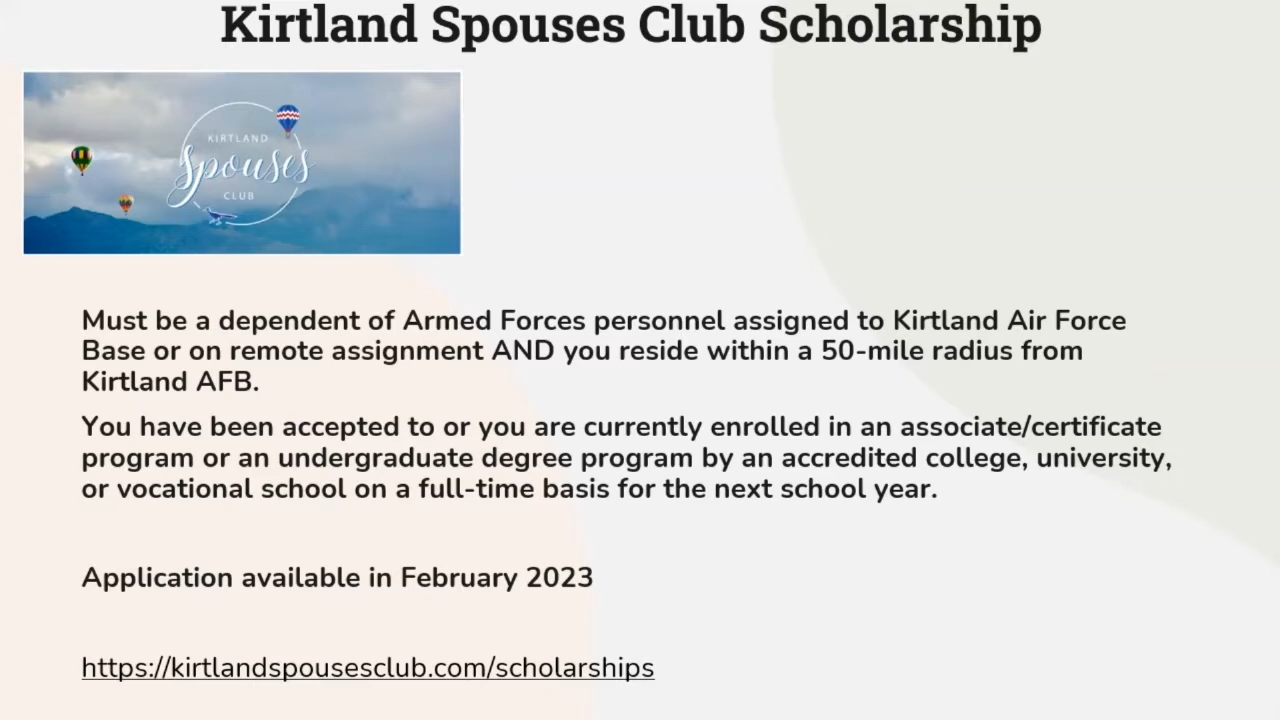 Kirtland Spouses Club Scholarship
KIRTLAND
Spouses
CLUB
Must be a dependent of Armed Forces personnel assigned to Kirtland Air Force
Base or on remote assignment AND you reside within a 50-mile radius from
Kirtland AFB.
You have been accepted to or you are currently enrolled in an associate/certificate
program or an undergraduate degree program by an accredited college, university,
or vocational school on a full-time basis for the next school year.
Application available in February 2023
https://kirtlandspousesclub.com/scholarships